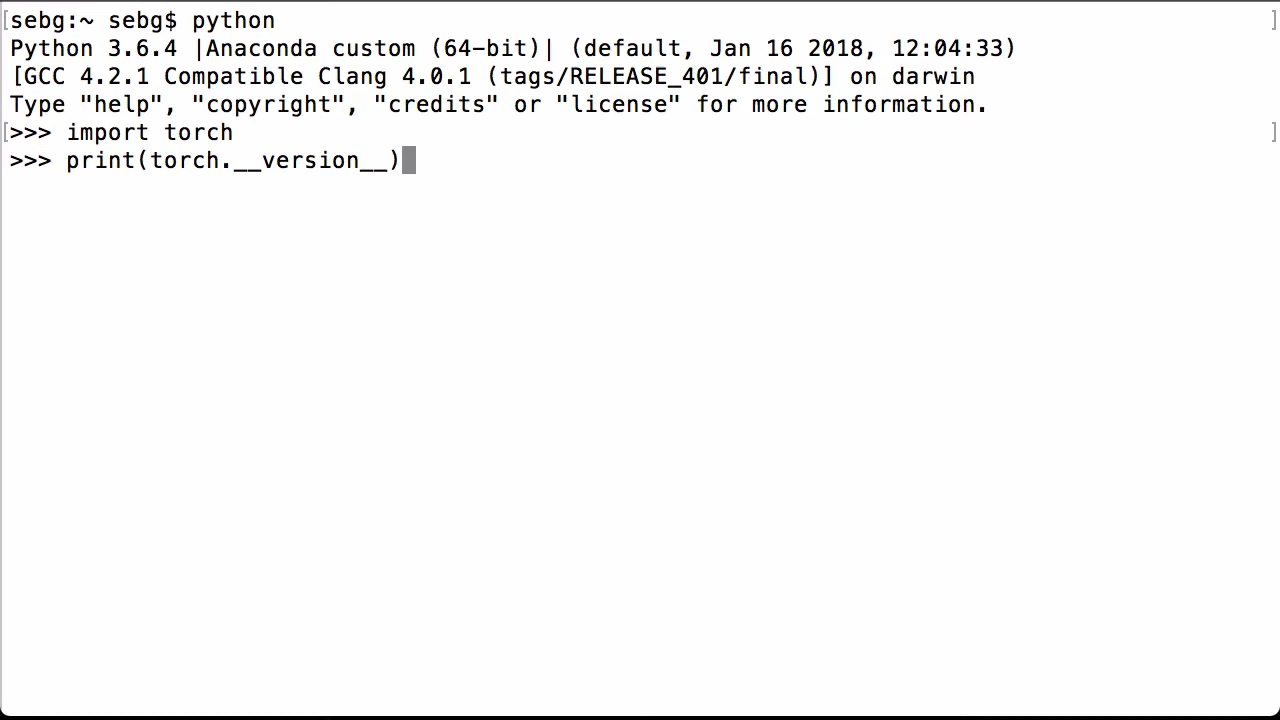 sebg:~ sebg$ python
Python 3.6.4 |Anaconda custom (64-bit)| (default, Jan 16 2018, 12:04:33)
[GCC 4.2.1 Compatible Clang 4.0.1 (tags/RELEASE_401/final)] on darwin
Type "help", "copyright", "credits" or "license" for more information.
>>> import torch
>>> print(torch.__version__)